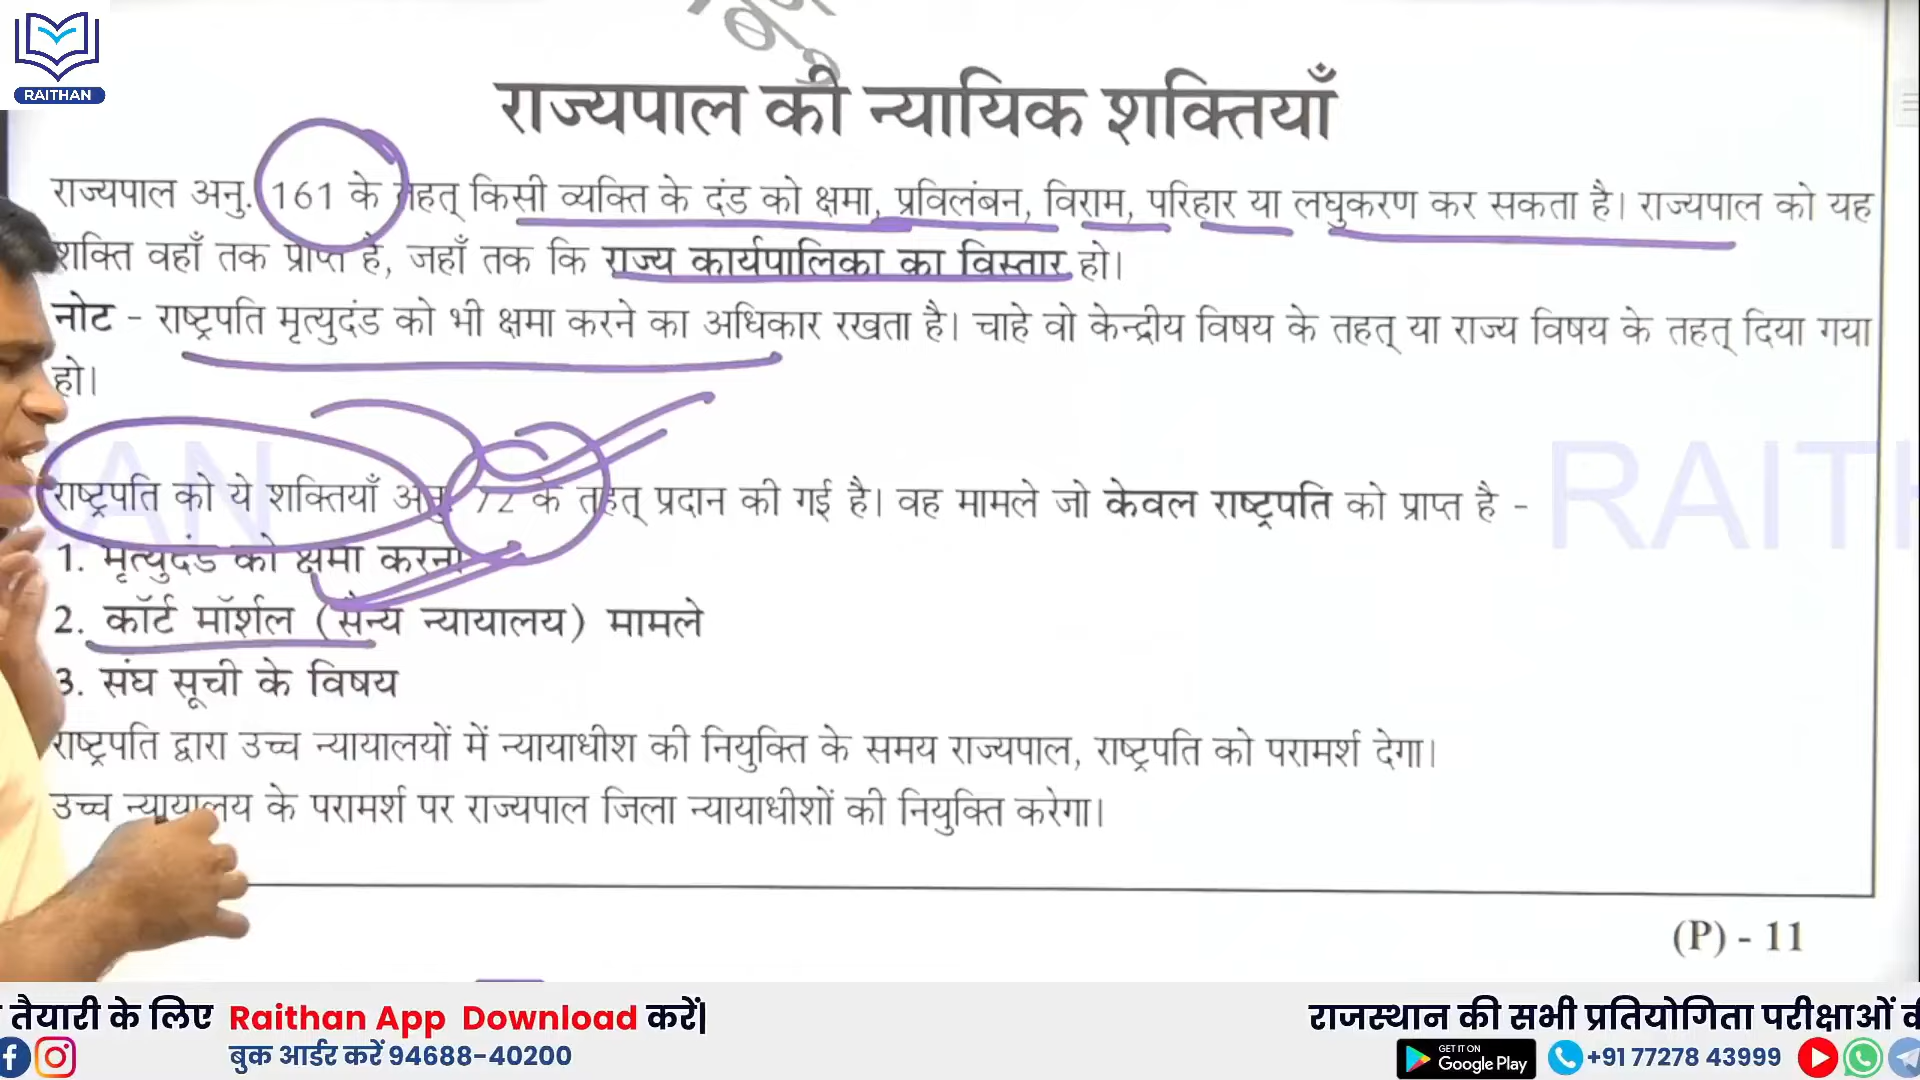 RAITHAN
राज्यपाल की न्यायिक शक्तियाँ
राज्यपाल अनु. 161 के तहत् किसी व्यक्ति के दंड को क्षमा, प्रविलंबन, विराम, परिहार या लघुकरण कर सकता है। राज्यपाल को यह
शक्ति वहाँ तक प्राप्त है, जहाँ तक कि राज्य कार्यपालिका का विस्तार हो।
नोट - राष्ट्रपति मृत्युदंड को भी क्षमा करने का अधिकार रखता है। चाहे वो केन्द्रीय विषय के तहत् या राज्य विषय के तहत् दिया गया
हो।
RAITH
राष्ट्रपति को ये शक्तियाँ अनु. 72 के तहत् प्रदान की गई है। वह मामले जो केवल राष्ट्रपति को प्राप्त है -
1. मृत्युदंड को क्षमा करना
2. कॉर्ट मॉर्शल (सैन्य न्यायालय) मामले
3. संघ सूची के विषय
राष्ट्रपति द्वारा उच्च न्यायालयों में न्यायाधीश की नियुक्ति के समय राज्यपाल, राष्ट्रपति को परामर्श देगा।
उच्च न्यायालय के परामर्श पर राज्यपाल जिला न्यायाधीशों की नियुक्ति करेगा।
(P) - 11
तैयारी के लिए Raithan App Download करें| राजस्थान की सभी प्रतियोगिता परीक्षाओं
बुक आर्डर करें 94688-40200 GET IT ON Google Play +91 77278 43999